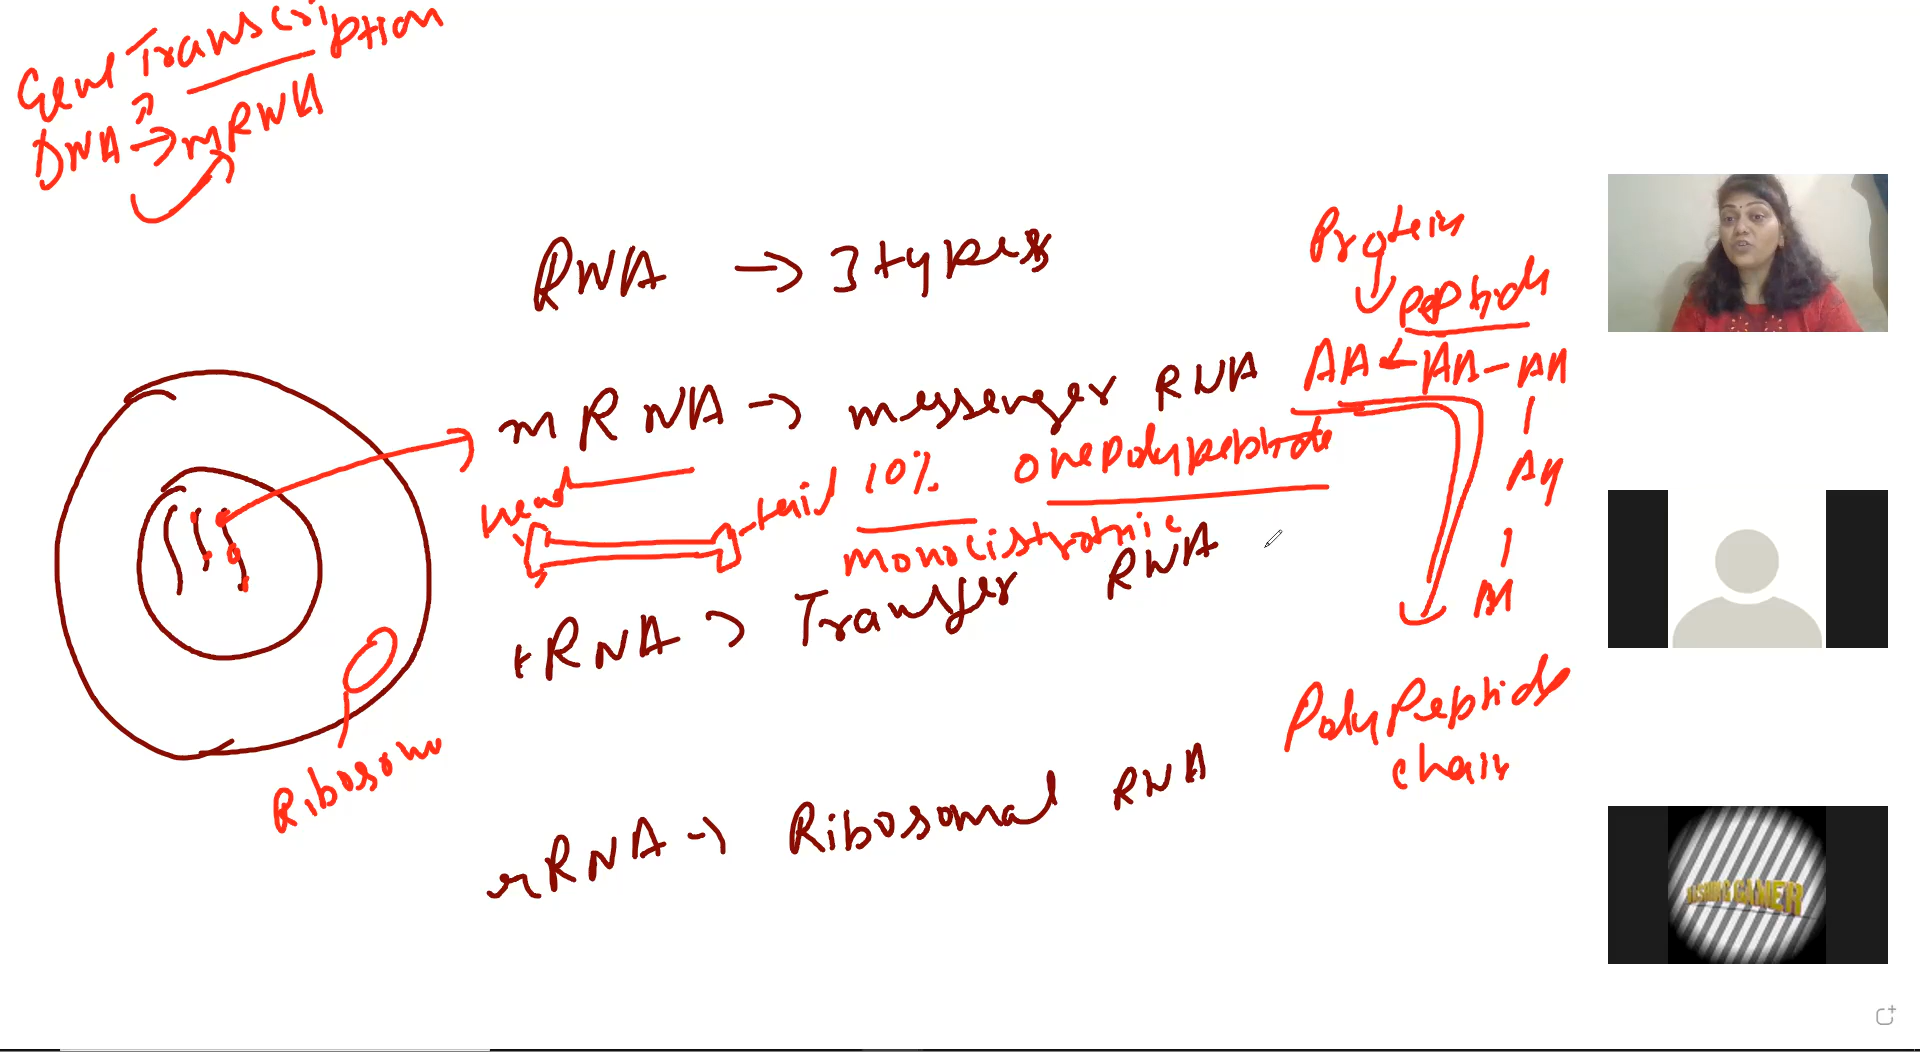 Gene Transcription
DNA → mRNA
RNA → 3 types
mRNA → messenger RNA
Head
tail
10%
one polypeptide
monocistronic
tRNA → Transfer RNA
rRNA → Ribosomal RNA
Ribosome
Protein
peptide
AA - AA - AA
AA
AA
Polypeptide
chain
GAMER